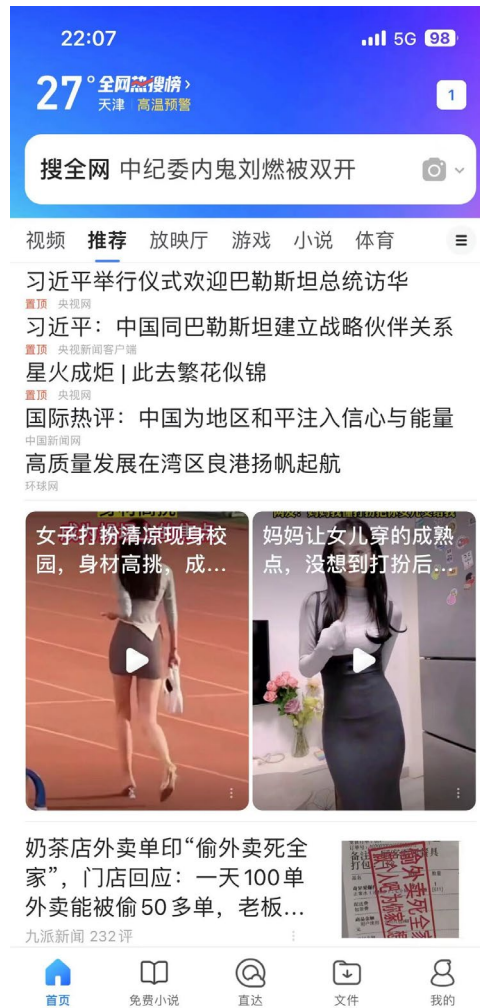 22:07
5G 98
27°全网热搜榜
天津 高温预警
1
搜全网 中纪委内鬼刘燃被双开
视频 推荐 放映厅 游戏 小说 体育
习近平举行仪式欢迎巴勒斯坦总统访华
置顶 央视网
习近平：中国同巴勒斯坦建立战略伙伴关系
置顶 央视新闻客户端
星火成炬 | 此去繁花似锦
置顶 央视网
国际热评：中国为地区和平注入信心与能量
中国新闻网
高质量发展在湾区良港扬帆起航
环球网
女子打扮清凉现身校
园，身材高挑，成...
妈妈让女儿穿的成熟
点，没想到打扮后...
奶茶店外卖单印“偷外卖死全
家”，门店回应：一天100单
外卖能被偷50多单，老板...
九派新闻 232评
偷外卖死全
首页 免费小说 直达 文件 我的